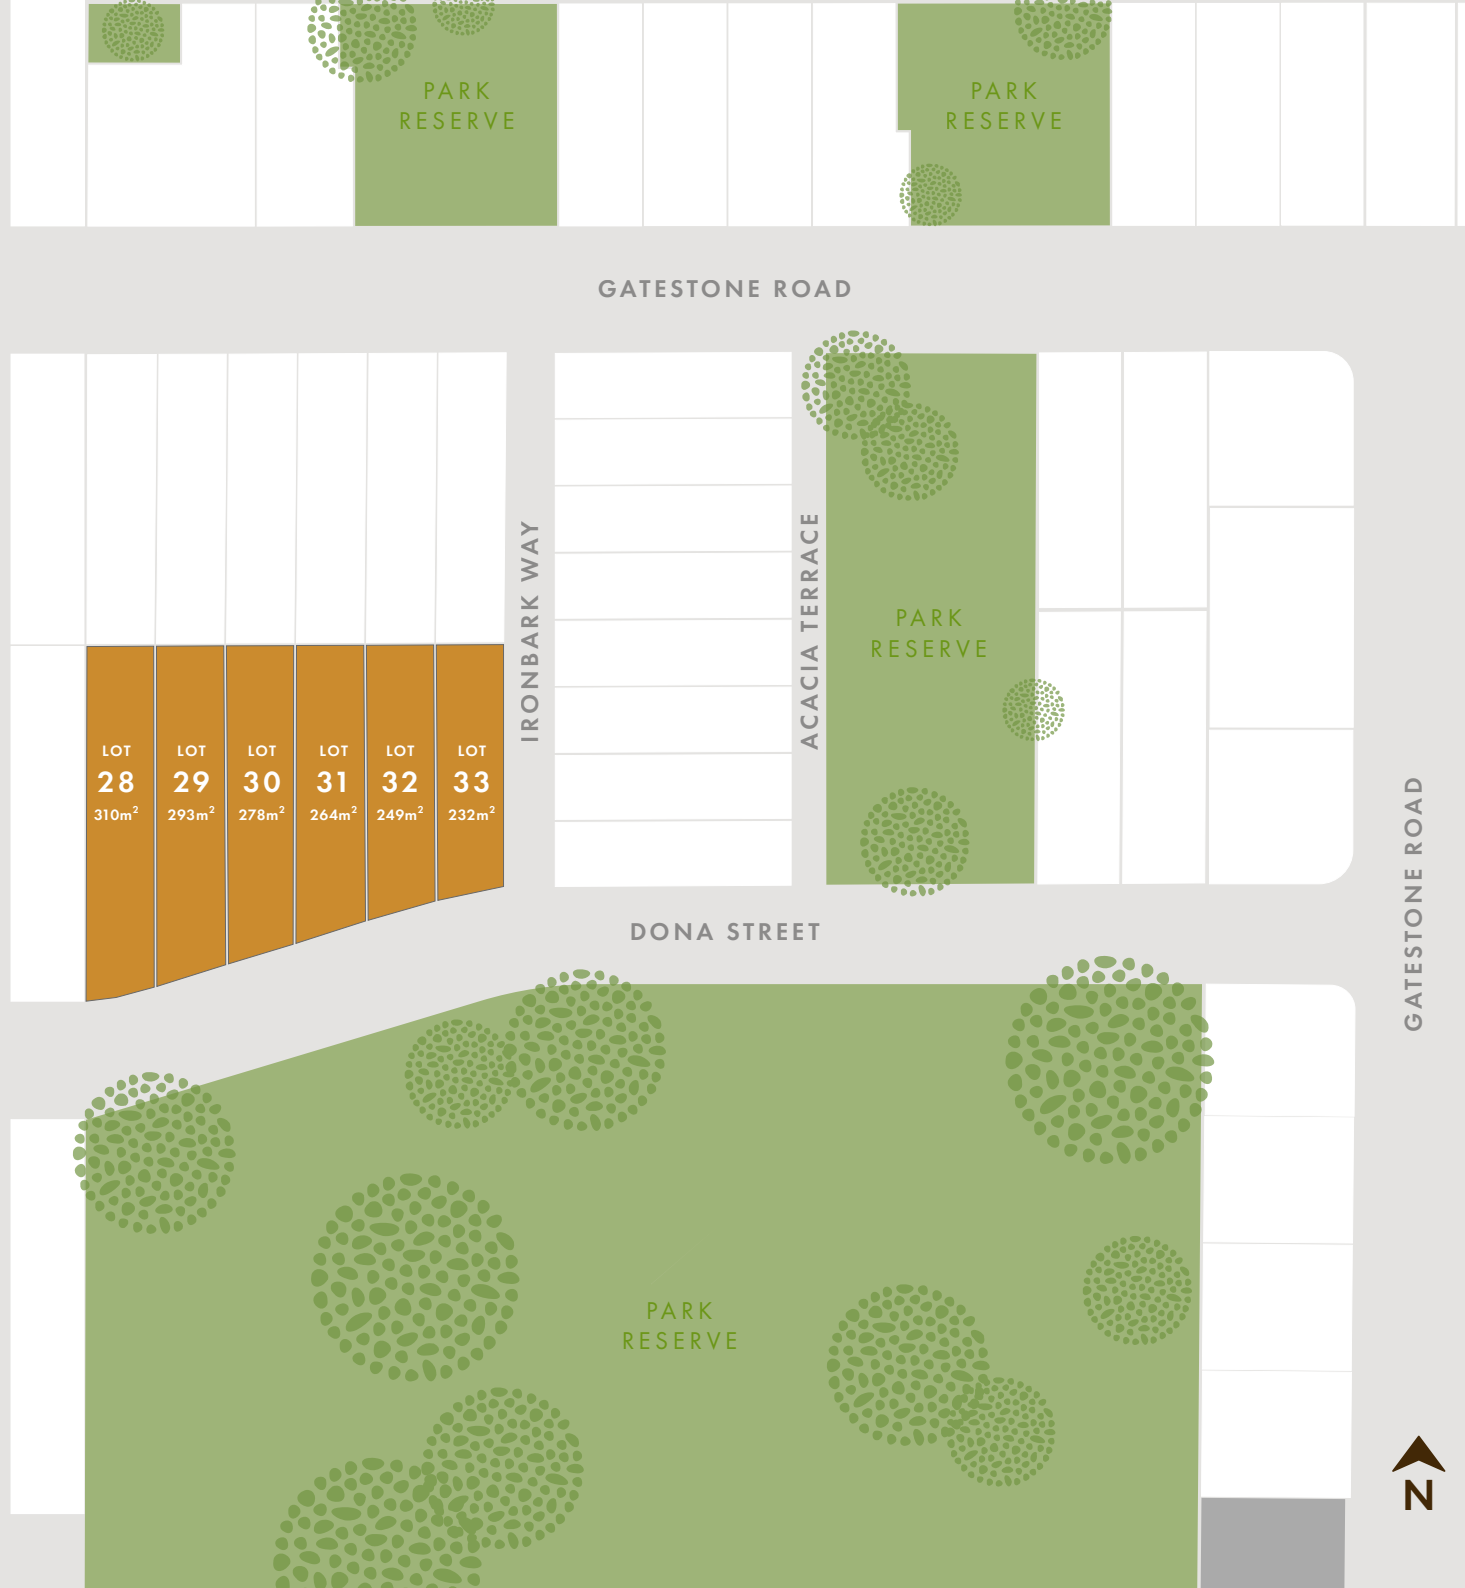 PARK
RESERVE
PARK
RESERVE
GATESTONE ROAD
IRONBARK WAY
ACACIA TERRACE
PARK
RESERVE
LOT
28
310m²
LOT
29
293m²
LOT
30
278m²
LOT
31
264m²
LOT
32
249m²
LOT
33
232m²
GATESTONE ROAD
DONA STREET
PARK
RESERVE
N